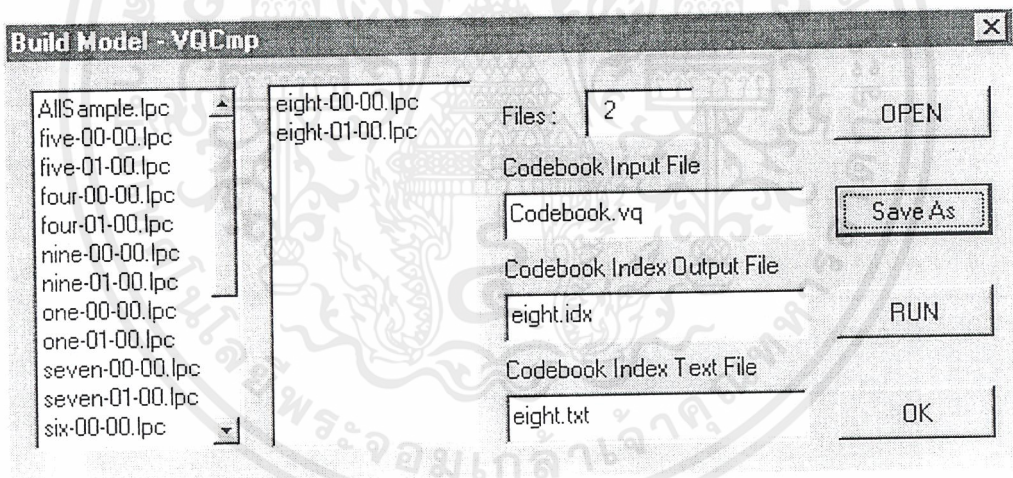 Build Model - VQCmp
AllSample.lpc
five-00-00.lpc
five-01-00.lpc
four-00-00.lpc
four-01-00.lpc
nine-00-00.lpc
nine-01-00.lpc
one-00-00.lpc
one-01-00.lpc
seven-00-00.lpc
seven-01-00.lpc
six-00-00.lpc
eight-00-00.lpc
eight-01-00.lpc
Files : 2
Codebook Input File
Codebook.vq
Codebook Index Output File
eight.idx
Codebook Index Text File
eight.txt
OPEN
Save As
RUN
OK